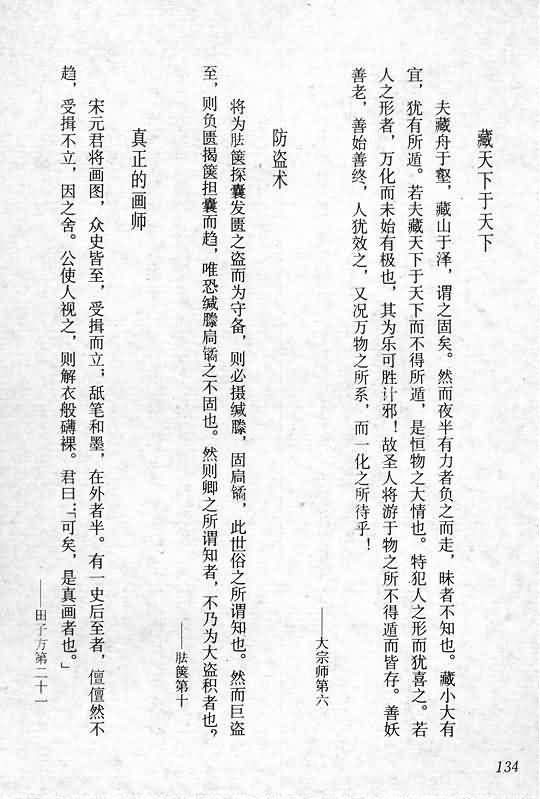 藏天下于天下
夫藏舟于壑，藏山于泽，谓之固矣。然而夜半有力者负之而走，昧者不知也。藏小大有
宜，犹有所遁。若夫藏天下于天下而不得所遁，是恒物之大情也。特犯人之形而犹喜之。若
人之形者，万化而未始有极也，其为乐可胜计邪！故圣人将游于物之所不得遁而皆存。善妖
善老，善始善终，人犹效之，又况万物之所系，而一化之所待乎！
——大宗师第六
防盗术
将为胠箧探囊发匮之盗而为守备，则必摄缄縢，固扃鐍，此世俗之所谓知也。然而巨盗
至，则负匮揭箧担囊而趋，唯恐缄縢扃鐍之不固也。然则卿之所谓知者，不乃为大盗积者也？
——胠箧第十
真正的画师
宋元君将画图，众史皆至，受揖而立；舐笔和墨，在外者半。有一史后至者，儃儃然不
趋，受揖不立，因之舍。公使人视之，则解衣般礴裸。君曰：“可矣，是真画者也。”
——田子方第二十一
134